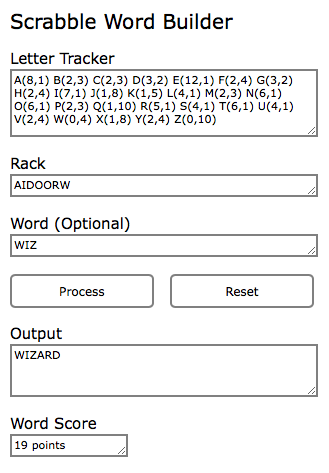 Scrabble Word Builder
Letter Tracker
A(8,1) B(2,3) C(2,3) D(3,2) E(12,1) F(2,4) G(3,2)
H(2,4) I(7,1) J(1,8) K(1,5) L(4,1) M(2,3) N(6,1)
O(6,1) P(2,3) Q(1,10) R(5,1) S(4,1) T(6,1) U(4,1)
V(2,4) W(0,4) X(1,8) Y(2,4) Z(0,10)
Rack
AIDOORW
Word (Optional)
WIZ
Process Reset
Output
WIZARD
Word Score
19 points